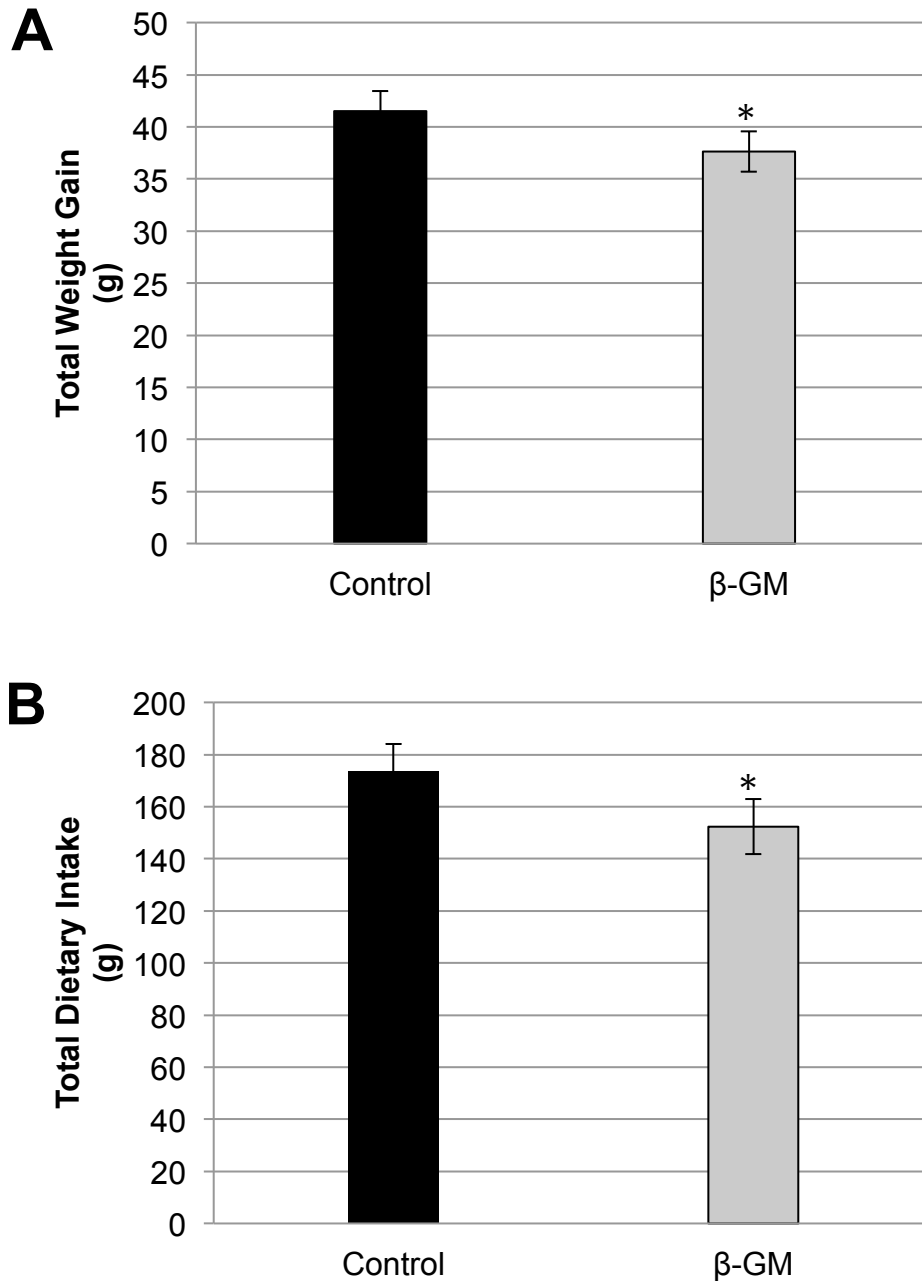 A
Total Weight Gain
(g)
50
45
40
35
30
25
20
15
10
5
0
*
Control
β-GM
B
Total Dietary Intake
(g)
200
180
160
140
120
100
80
60
40
20
0
*
Control
β-GM